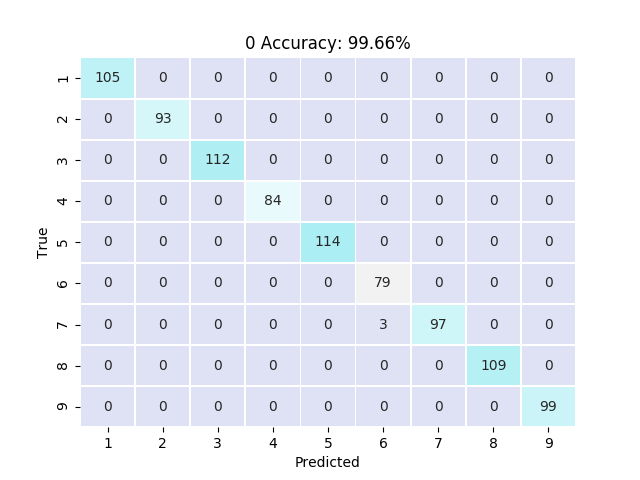 0 Accuracy: 99.66%
1 105 0 0 0 0 0 0 0 0
2 0 93 0 0 0 0 0 0 0
3 0 0 112 0 0 0 0 0 0
4 0 0 0 84 0 0 0 0 0
5 0 0 0 0 114 0 0 0 0
6 0 0 0 0 0 79 0 0 0
7 0 0 0 0 0 3 97 0 0
8 0 0 0 0 0 0 0 109 0
9 0 0 0 0 0 0 0 0 99
True
1 2 3 4 5 6 7 8 9
Predicted